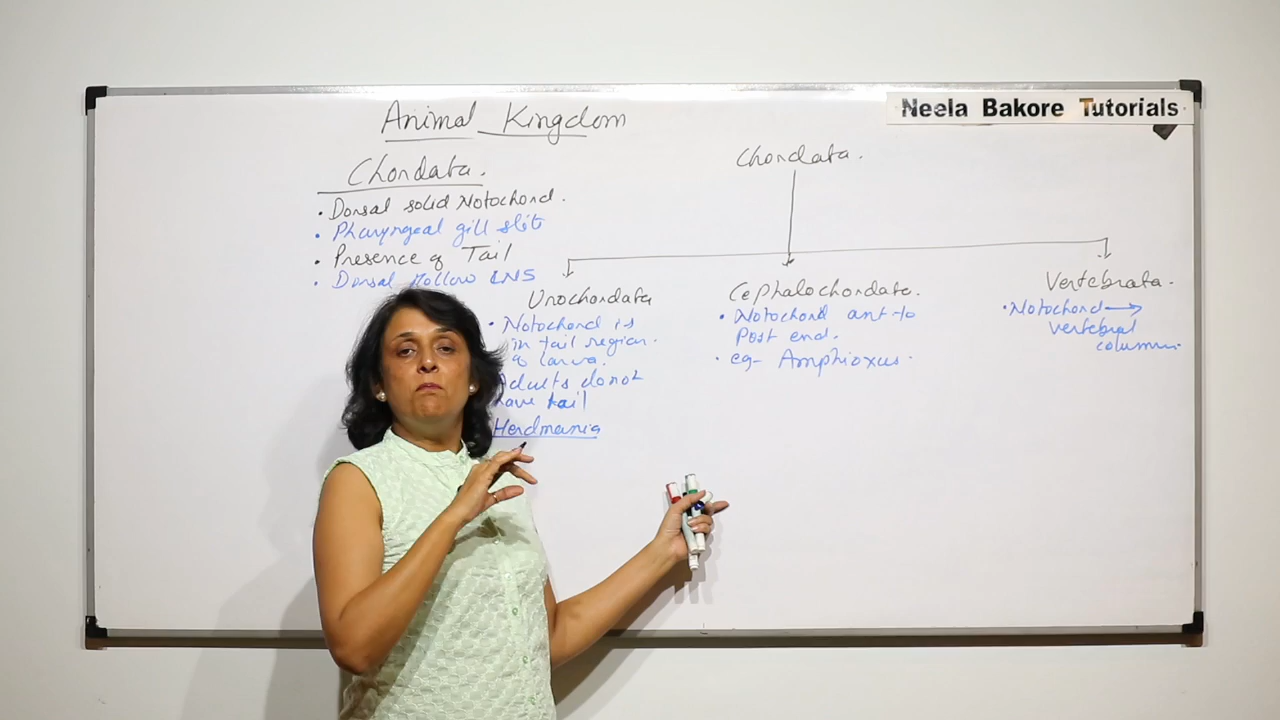 Neela Bakore Tutorials
Animal Kingdom
Chordata.
• Dorsal solid Notochord.
• Pharyngeal gill slits
• Presence of Tail
• Dorsal Hollow CNS
Chordata.
Urochordata
• Notochord is
in tail region.
of larva.
Adults do not
have tail
Herdmania
Cephalochordata.
• Notochord ant to
Post end.
• eg- Amphioxus.
Vertebrata.
• Notochord →
vertebral
column.